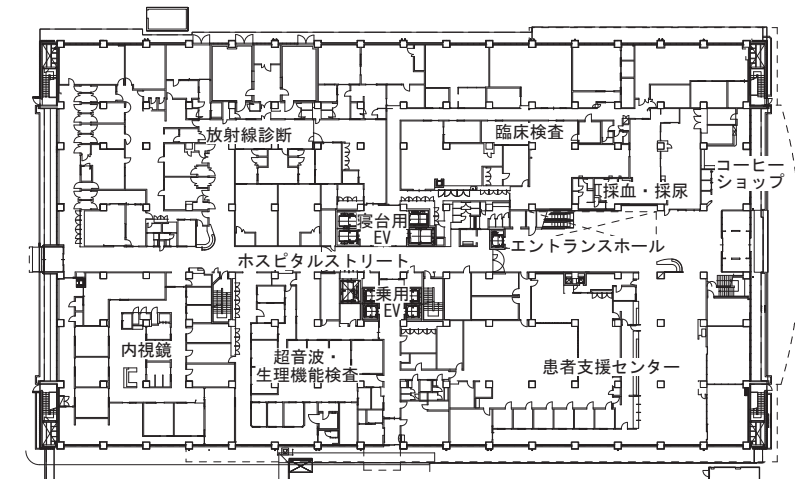 放射線診断
臨床検査
コーヒー
ショップ
採血・採尿
寝台用
EV
エントランスホール
ホスピタルストリート
乗用
EV
内視鏡
超音波・
生理機能検査
患者支援センター